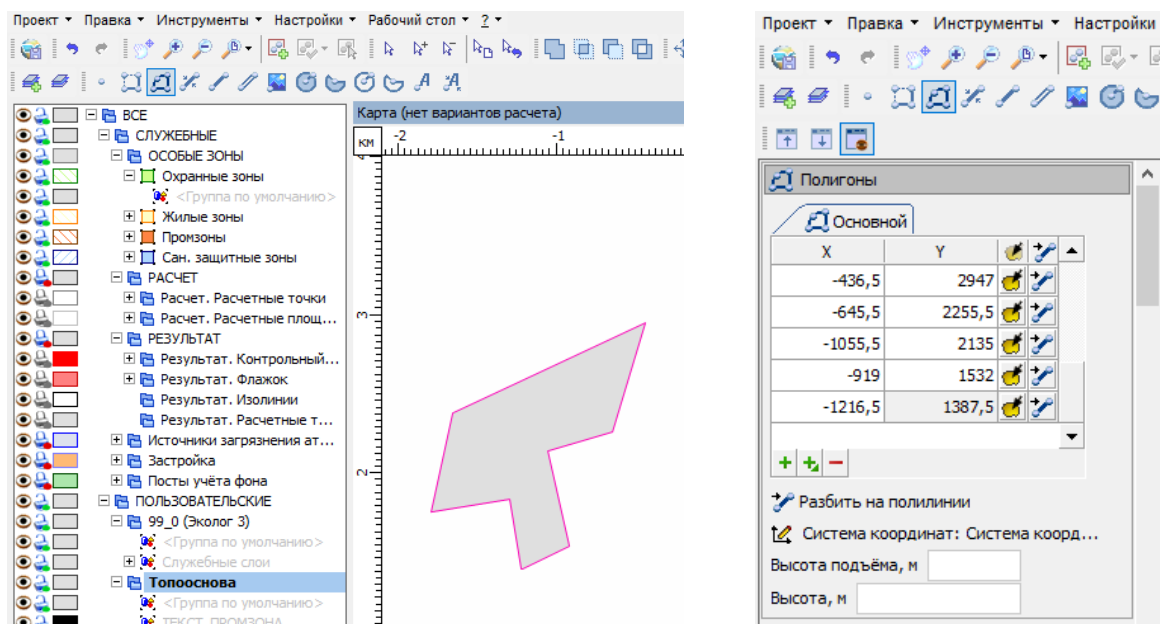 Проект Правка Инструменты Настройки Рабочий стол ?
ВСЕ
СЛУЖЕБНЫЕ
ОСОБЫЕ ЗОНЫ
Охранные зоны
<Группа по умолчанию>
Жилые зоны
Промзоны
Сан. защитные зоны
РАСЧЕТ
Расчет. Расчетные точки
Расчет. Расчетные площ...
РЕЗУЛЬТАТ
Результат. Контрольный...
Результат. Флажок
Результат. Изолинии
Результат. Расчетные т...
Источники загрязнения ат...
Застройка
Посты учёта фона
ПОЛЬЗОВАТЕЛЬСКИЕ
99_0 (Эколог 3)
<Группа по умолчанию>
Служебные слои
Топооснова
<Группа по умолчанию>
ТЕКСТ ПРОМЗОНА
Карта (нет вариантов расчета)
км -2 -1
3
2
Проект Правка Инструменты Настройки
Полигоны
Основной
X Y
-436,5 2947
-645,5 2255,5
-1055,5 2135
-919 1532
-1216,5 1387,5
Разбить на полилинии
Система координат: Система коорд...
Высота подъёма, м
Высота, м